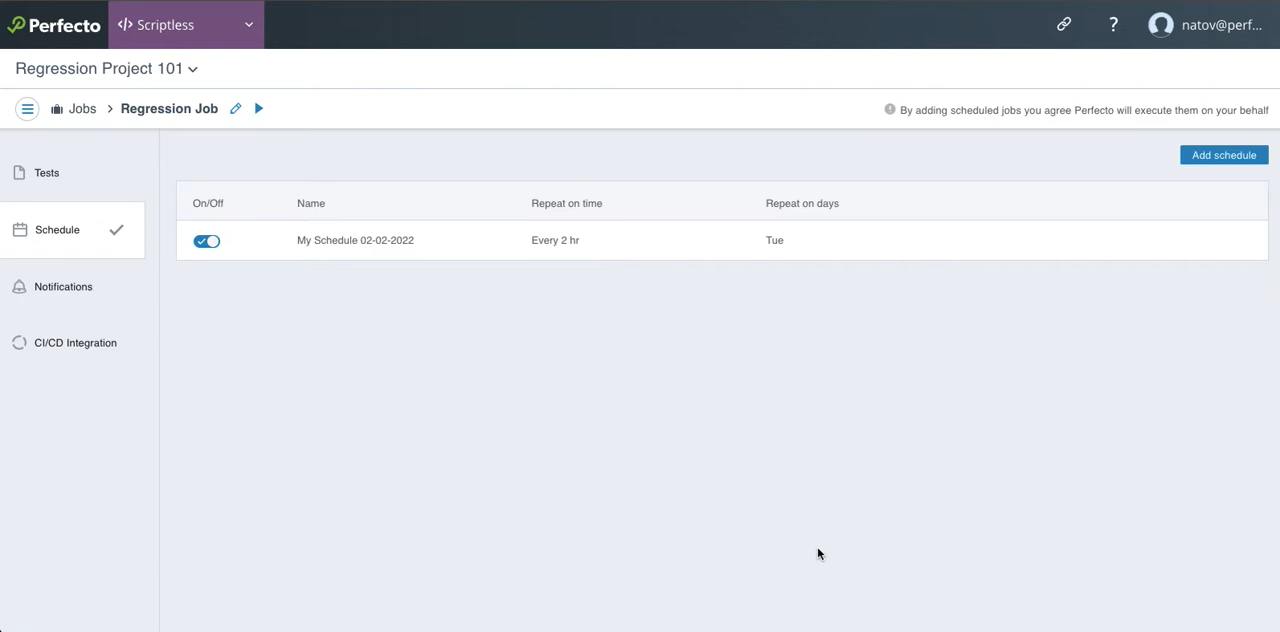 Perfecto </> Scriptless ? natov@perf...
Regression Project 101
Jobs > Regression Job By adding scheduled jobs you agree Perfecto will execute them on your behalf
Tests
Add schedule
Schedule
Notifications
CI/CD Integration
On/Off Name Repeat on time Repeat on days
My Schedule 02-02-2022 Every 2 hr Tue